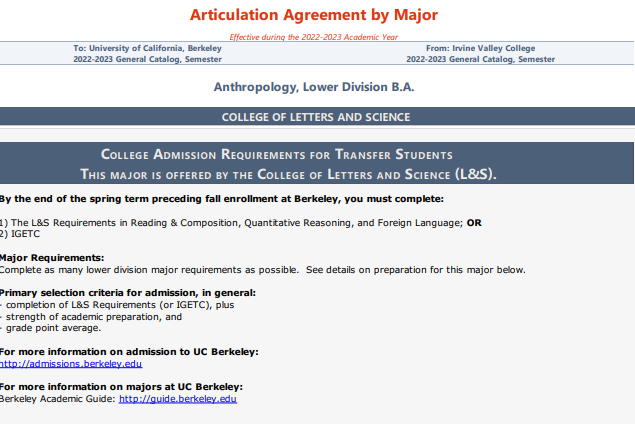 Articulation Agreement by Major
Effective during the 2022-2023 Academic Year
To: University of California, Berkeley
2022-2023 General Catalog, Semester
From: Irvine Valley College
2022-2023 General Catalog, Semester
Anthropology, Lower Division B.A.
COLLEGE OF LETTERS AND SCIENCE
College Admission Requirements for Transfer Students
This major is offered by the College of Letters and Science (L&S).
By the end of the spring term preceding fall enrollment at Berkeley, you must complete:
1) The L&S Requirements in Reading & Composition, Quantitative Reasoning, and Foreign Language; OR
2) IGETC
Major Requirements:
Complete as many lower division major requirements as possible. See details on preparation for this major below.
Primary selection criteria for admission, in general:
- completion of L&S Requirements (or IGETC), plus
- strength of academic preparation, and
- grade point average.
For more information on admission to UC Berkeley:
http://admissions.berkeley.edu
For more information on majors at UC Berkeley:
Berkeley Academic Guide: http://guide.berkeley.edu